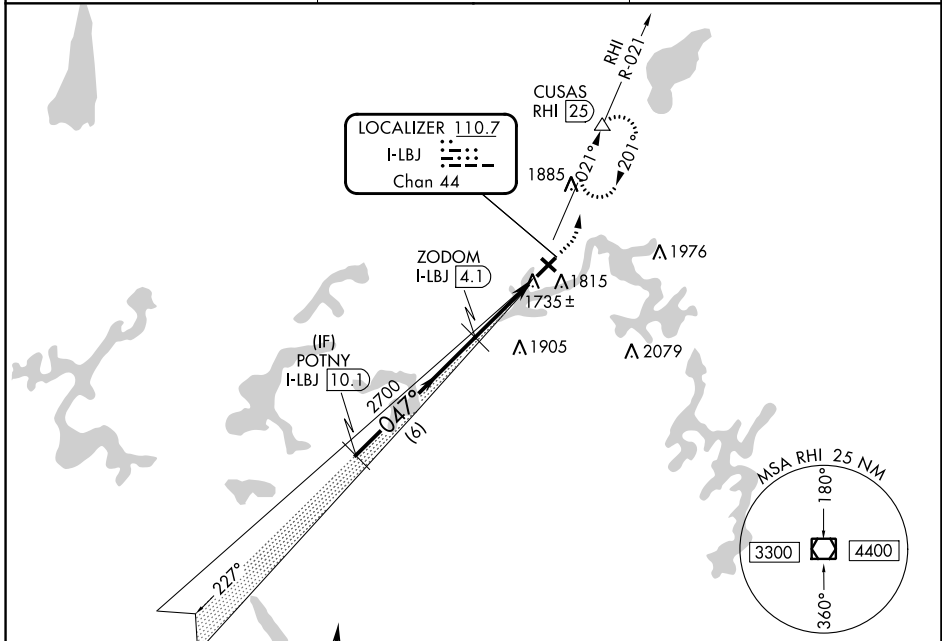 RHI
R-021
CUSAS
RHI 25
LOCALIZER 110.7
I-LBJ
Chan 44
1885
021°
201°
ZODOM
I-LBJ 4.1
1976
1815
1735 ±
(IF)
POTNY
I-LBJ 10.1
1905
2079
2700
047°
(6)
227°
MSA RHI 25 NM
180°
3300
4400
360°